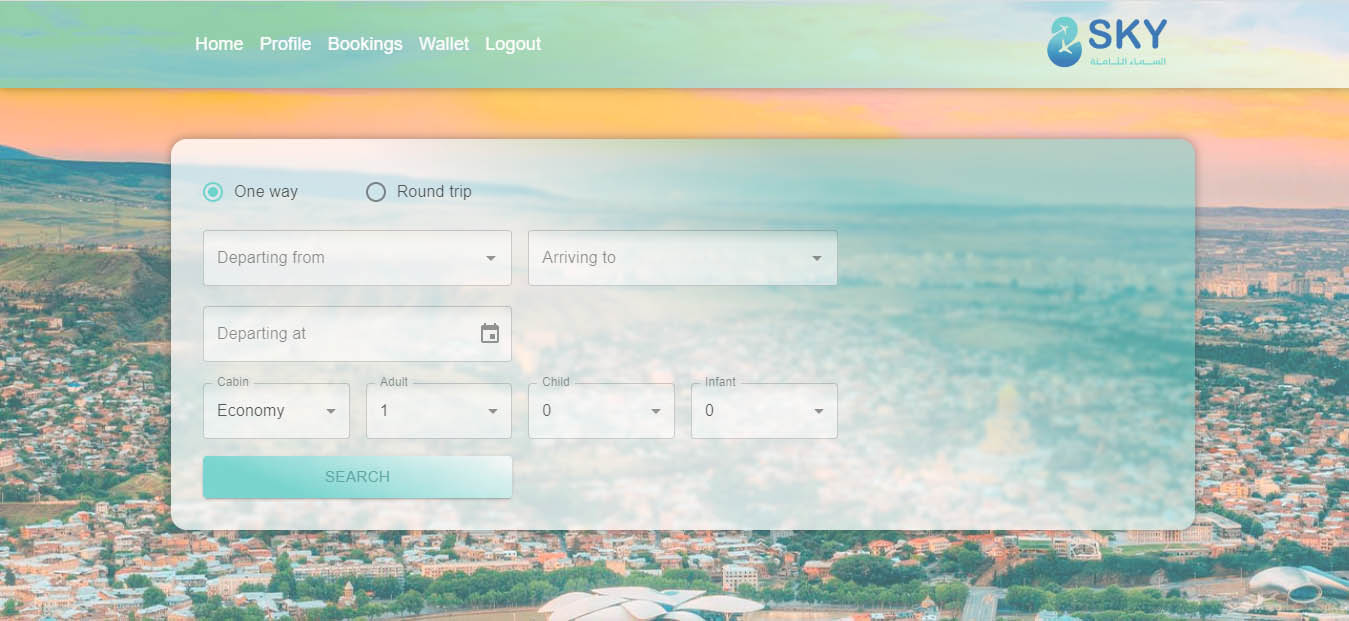 Home Profile Bookings Wallet Logout
SKY
السماء الثامنة
One way Round trip
Departing from Arriving to
Departing at
Cabin Adult Child Infant
Economy 1 0 0
SEARCH